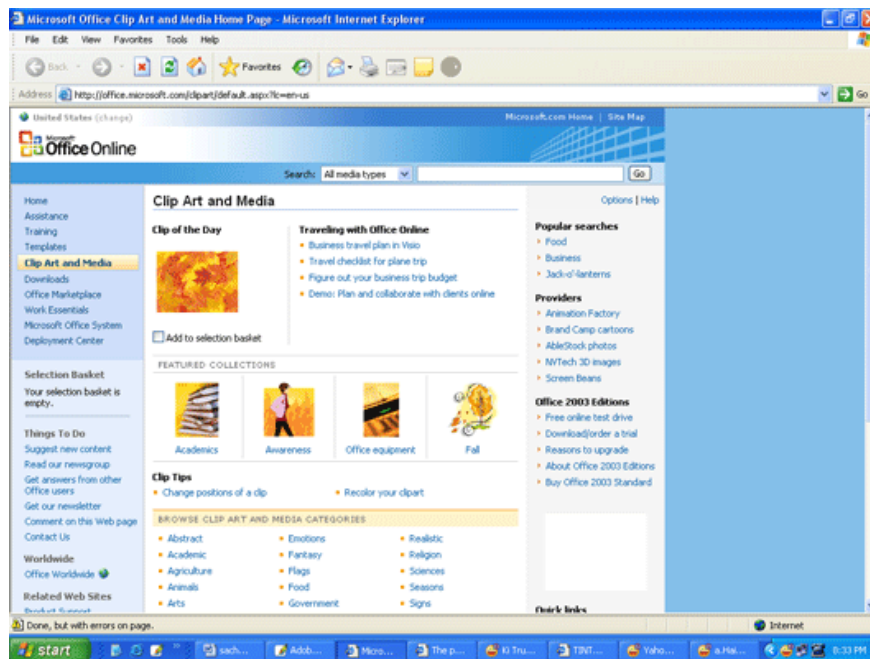 Microsoft Office Clip Art and Media Home Page - Microsoft Internet Explorer
File Edit View Favorites Tools Help
Back Favorites
Address http://office.microsoft.com/clipart/default.aspx?lc=en-us Go
United States (change) Microsoft.com Home | Site Map
Microsoft Office Online
Search: All media types Go
Home
Assistance
Training
Templates
Clip Art and Media
Downloads
Office Marketplace
Work Essentials
Microsoft Office System
Deployment Center
Selection Basket
Your selection basket is
empty.
Things To Do
Suggest new content
Read our newsgroup
Get answers from other
Office users
Get our newsletter
Comment on this Web page
Contact Us
Worldwide
Office Worldwide
Related Web Sites
Product Support
Clip Art and Media
Clip of the Day
Add to selection basket
Traveling with Office Online
Business travel plan in Visio
Travel checklist for plane trip
Figure out your business trip budget
Demo: Plan and collaborate with clients online
FEATURED COLLECTIONS
Academics Awareness Office equipment Fall
Clip Tips
Change positions of a clip Recolor your clipart
BROWSE CLIP ART AND MEDIA CATEGORIES
Abstract Emotions Realistic
Academic Fantasy Religion
Agriculture Flags Sciences
Animals Food Seasons
Arts Government Signs
Options | Help
Popular searches
Food
Business
Jack-o'-lanterns
Providers
Animation Factory
Brand Camp cartoons
AbleStock photos
NVTech 3D images
Screen Beans
Office 2003 Editions
Free online test drive
Download/order a trial
Reasons to upgrade
About Office 2003 Editions
Buy Office 2003 Standard
Quick links
Done, but with errors on page. Internet
start sach... Adob... Micro... The p... Yaho... a.Hai... 8:33 PM